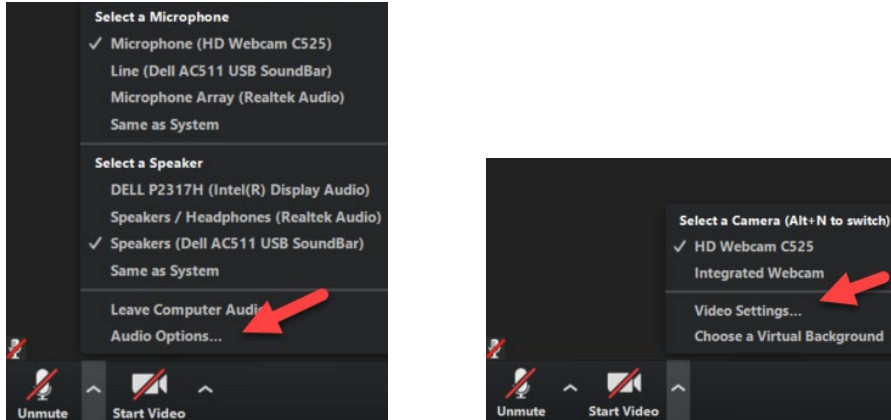 Select a Microphone
✓ Microphone (HD Webcam C525)
Line (Dell AC511 USB SoundBar)
Microphone Array (Realtek Audio)
Same as System
Select a Speaker
DELL P2317H (Intel(R) Display Audio)
Speakers / Headphones (Realtek Audio)
✓ Speakers (Dell AC511 USB SoundBar)
Same as System
Leave Computer Audio
Audio Options...
Unmute
Start Video
Select a Camera (Alt+N to switch)
✓ HD Webcam C525
Integrated Webcam
Video Settings...
Choose a Virtual Background
Unmute
Start Video